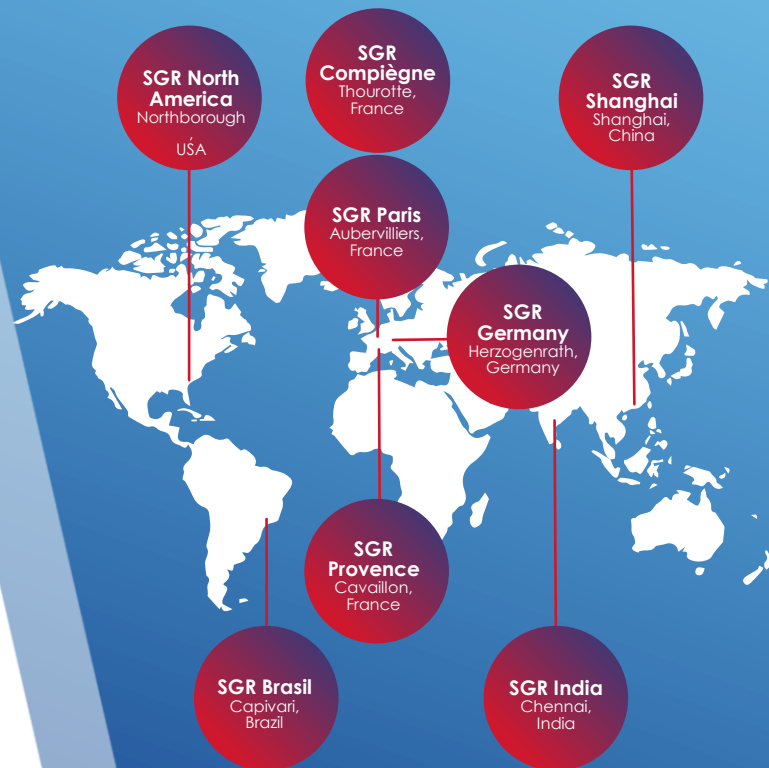 SGR North
America
Northborough
,
USA
SGR
Compiègne
Thourotte,
France
SGR
Shanghai
Shanghai,
China
SGR Paris
Aubervilliers,
France
SGR
Germany
Herzogenrath,
Germany
SGR
Provence
Cavaillon,
France
SGR Brasil
Capivari,
Brazil
SGR India
Chennai,
India